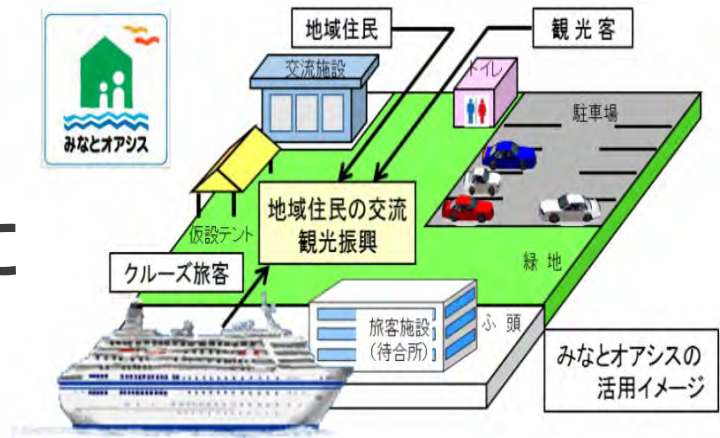 地域住民
観光客
交流施設
トイレ
駐車場
みなとオアシス
地域住民の交流
観光振興
仮設テント
クルーズ旅客
緑地
旅客施設
(待合所)
ふ頭
みなとオアシスの
活用イメージ